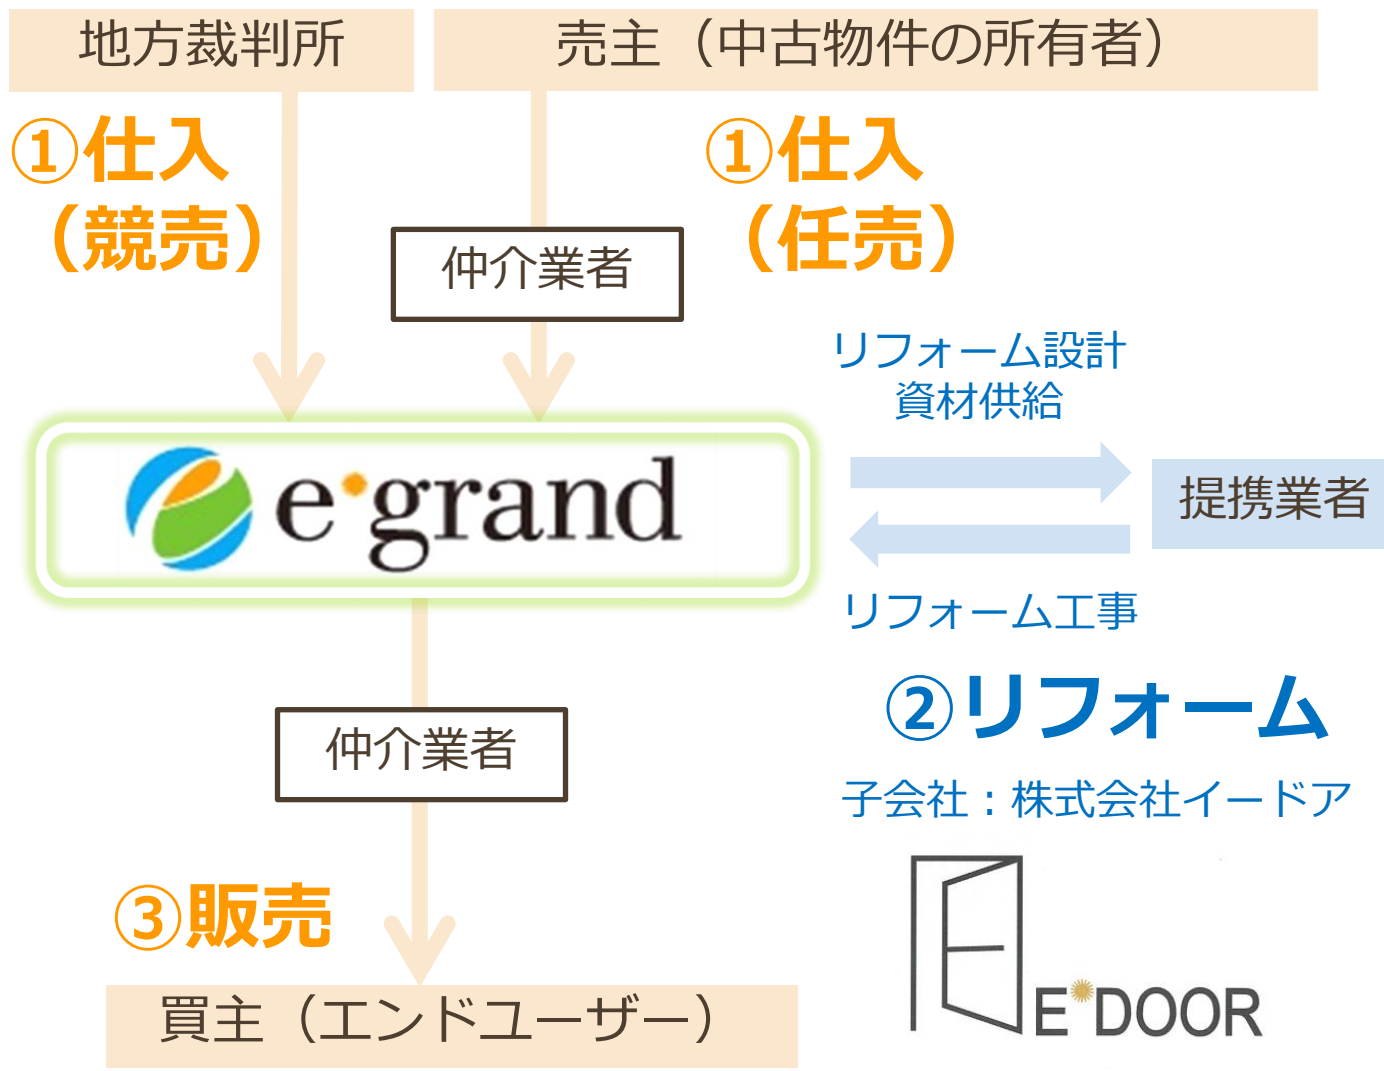 地方裁判所
売主（中古物件の所有者）
①仕入
（競売）
①仕入
（任売）
仲介業者
リフォーム設計
資材供給
e・grand
提携業者
リフォーム工事
②リフォーム
仲介業者
子会社：株式会社イードア
③販売
E*DOOR
買主（エンドユーザー）